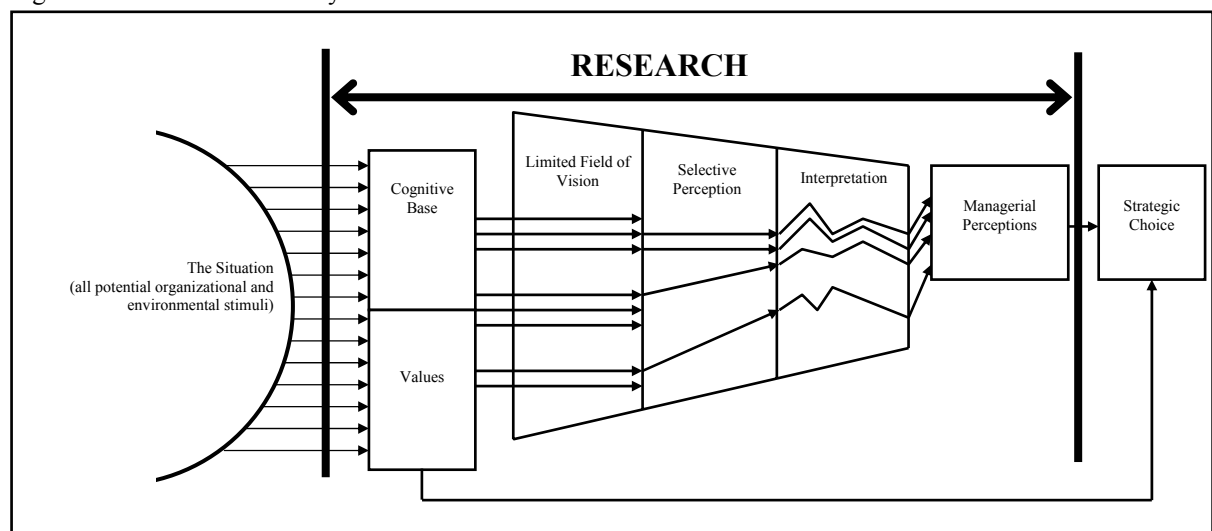 RESEARCH
Limited Field of
Vision
Selective
Perception
Interpretation
Cognitive
Base
Managerial
Perceptions
Strategic
Choice
The Situation
(all potential organizational and
environmental stimuli)
Values